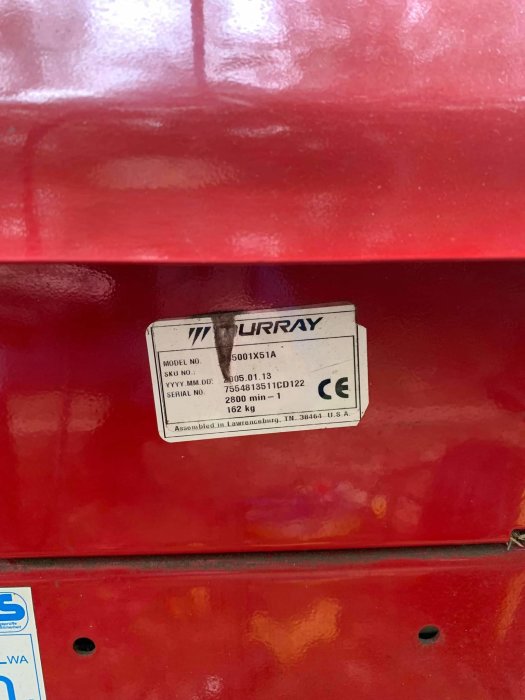 MURRAY
MODEL NO. 5001X51A
SKU NO.:
YYYY.MM.DD: 2005.01.13
SERIAL NO. 7554813511CD122
2800 min-1
162 kg
CE
Assembled in Lawrenceburg, TN. 38464 U.S.A.
S
LWA